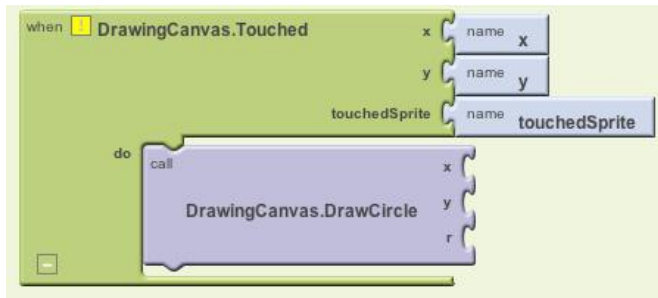 when ! DrawingCanvas.Touched x name x
y name y
touchedSprite name touchedSprite
do call x
DrawingCanvas.DrawCircle y
r